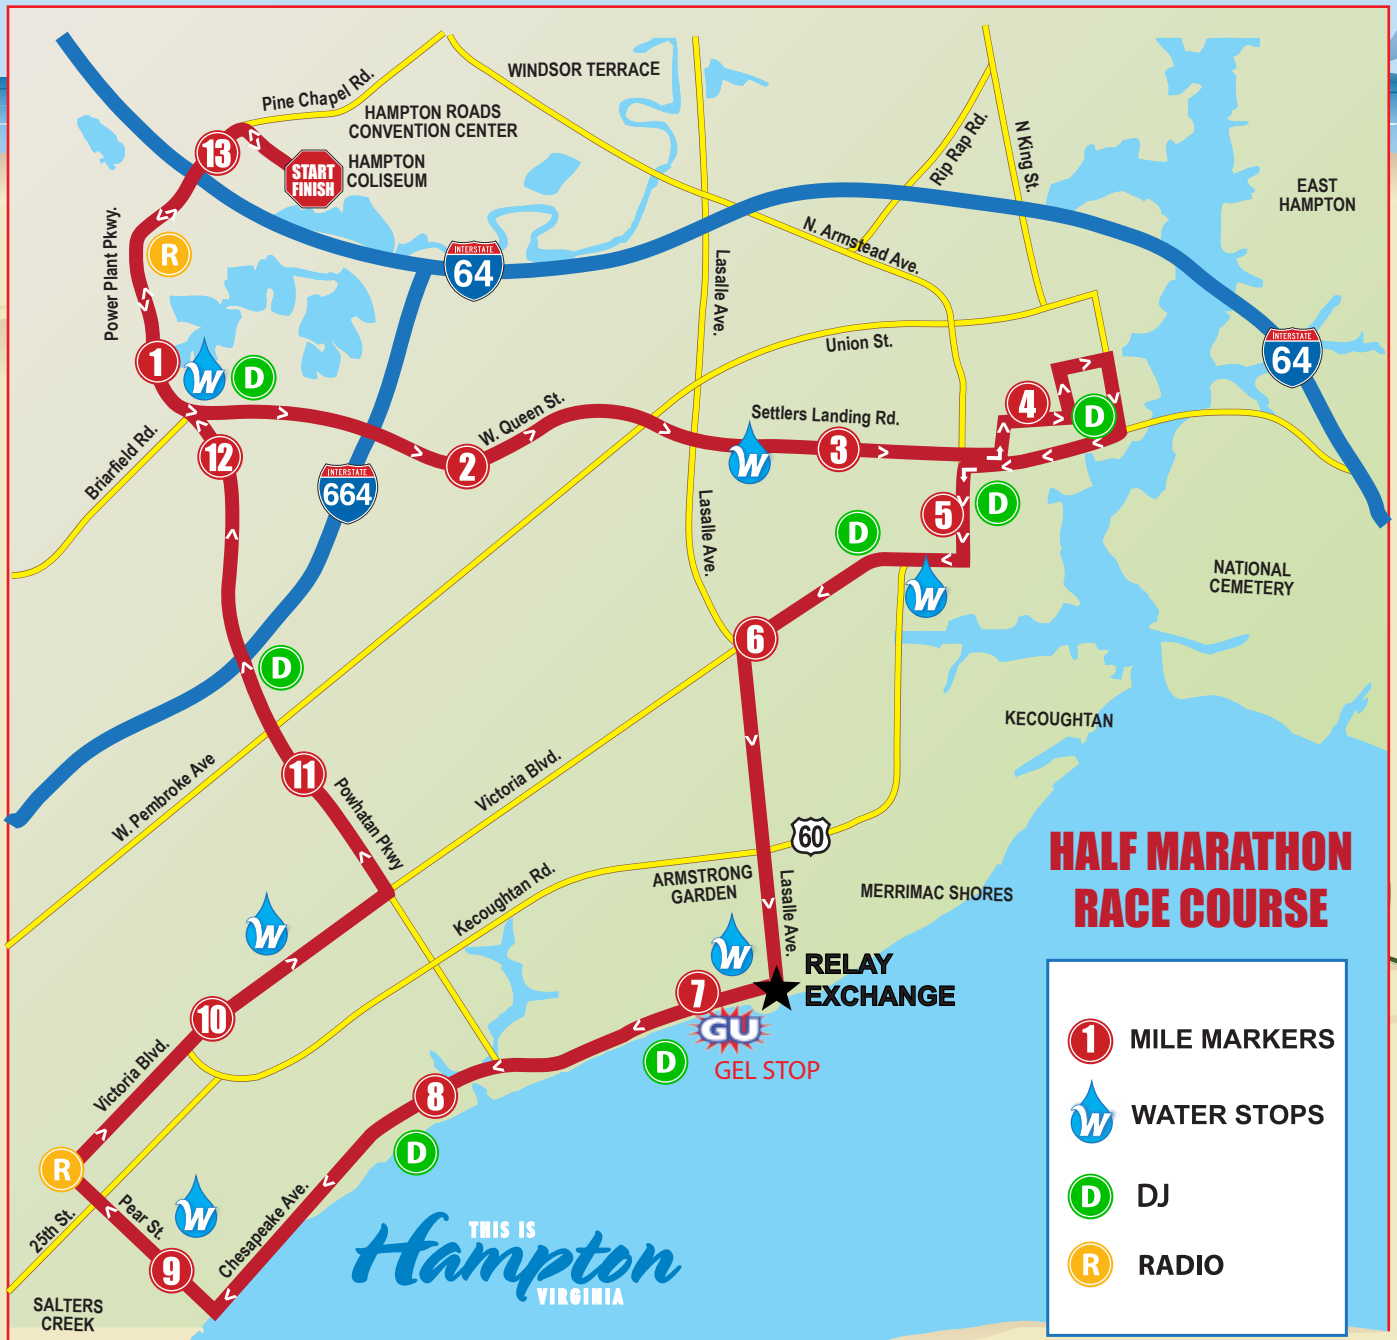 WINDSOR TERRACE
Pine Chapel Rd.
HAMPTON ROADS
CONVENTION CENTER
HAMPTON
COLISEUM
START
FINISH
13
Rip Rap Rd.
N King St.
EAST
HAMPTON
Power Plant Pkwy.
R
N. Armstead Ave.
INTERSTATE
64
Lasalle Ave.
Union St.
INTERSTATE
64
1
W
D
W. Queen St.
Settlers Landing Rd.
4
D
Briarfield Rd.
12
2
W
3
INTERSTATE
664
Lasalle Ave.
D
5
D
W
NATIONAL
CEMETERY
6
D
KECOUGHTAN
11
W. Pembroke Ave
Powhatan Pkwy
Victoria Blvd.
60
HALF MARATHON
RACE COURSE
Kecoughtan Rd.
ARMSTRONG
GARDEN
Lasalle Ave.
MERRIMAC SHORES
W
W
RELAY
EXCHANGE
7
GU
GEL STOP
D
10
Victoria Blvd.
8
D
R
25th St.
Pear St.
W
Chesapeake Ave.
9
SALTERS
CREEK
THIS IS
Hampton
VIRGINIA
1 MILE MARKERS
W WATER STOPS
D DJ
R RADIO